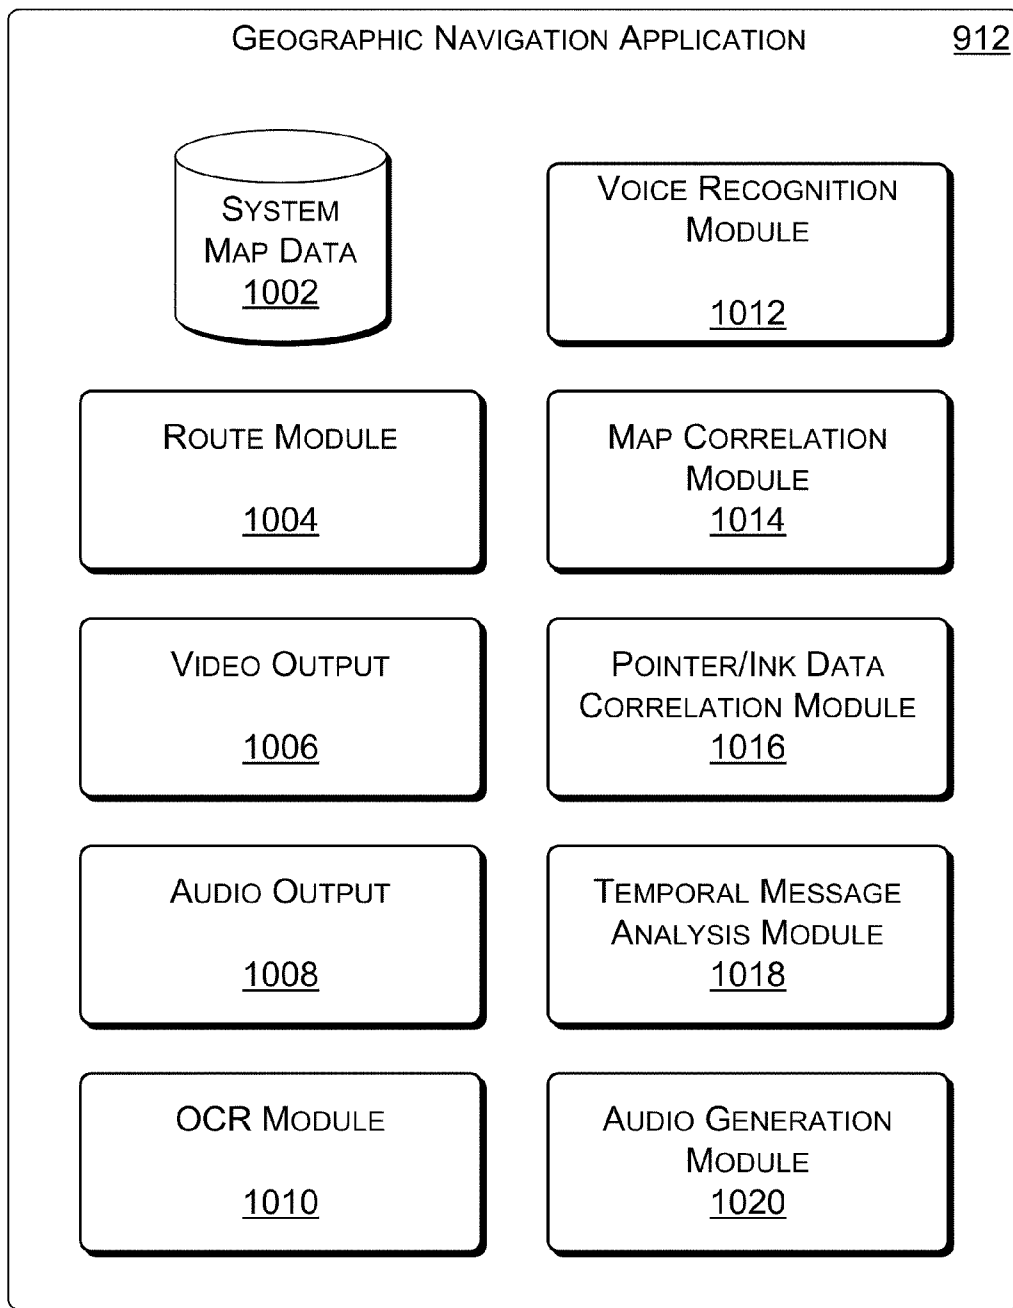 GEOGRAPHIC NAVIGATION APPLICATION 912
SYSTEM
MAP DATA
1002
VOICE RECOGNITION
MODULE
1012
ROUTE MODULE
1004
MAP CORRELATION
MODULE
1014
VIDEO OUTPUT
1006
POINTER/INK DATA
CORRELATION MODULE
1016
AUDIO OUTPUT
1008
TEMPORAL MESSAGE
ANALYSIS MODULE
1018
OCR MODULE
1010
AUDIO GENERATION
MODULE
1020